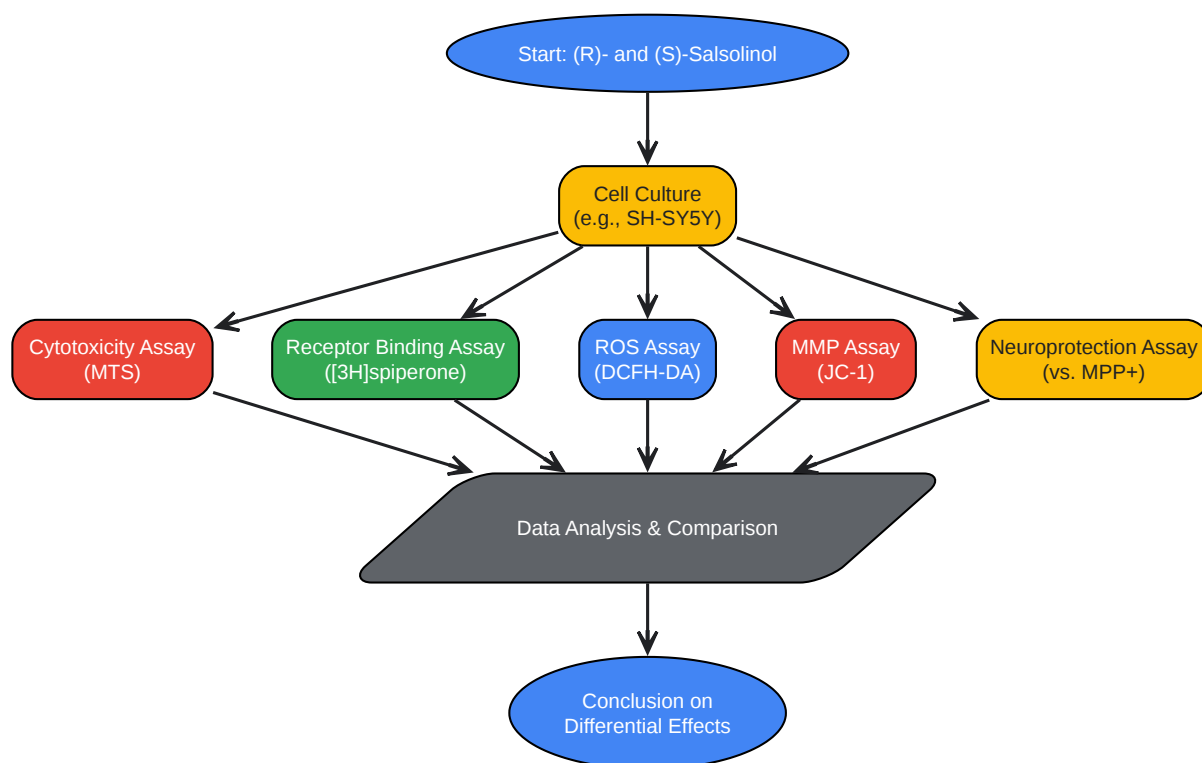 Start: (R)- and (S)-Salsolinol
Cell Culture
(e.g., SH-SY5Y)
Cytotoxicity Assay
(MTS)
Receptor Binding Assay
([3H]spiperone)
ROS Assay
(DCFH-DA)
MMP Assay
(JC-1)
Neuroprotection Assay
(vs. MPP+)
Data Analysis & Comparison
Conclusion on
Differential Effects